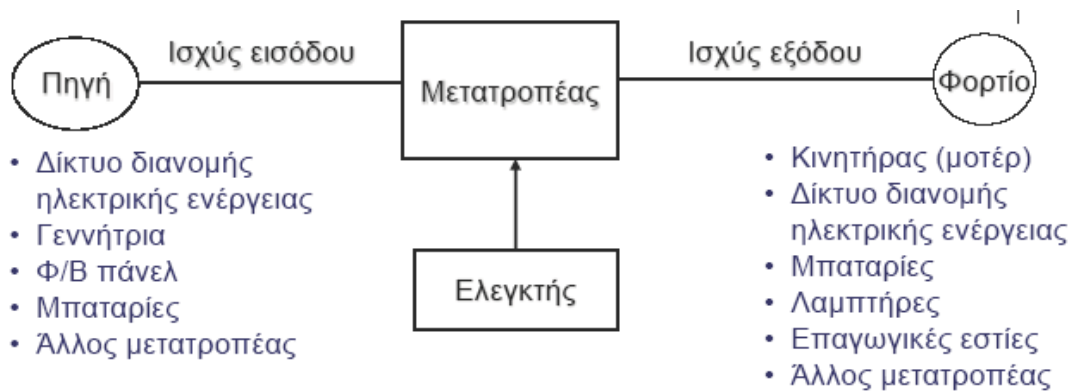 Πηγή
Ισχύς εισόδου
Μετατροπέας
Ισχύς εξόδου
Φορτίο
Ελεγκτής
• Δίκτυο διανομής
ηλεκτρικής ενέργειας
• Γεννήτρια
• Φ/Β πάνελ
• Μπαταρίες
• Άλλος μετατροπέας
• Κινητήρας (μοτέρ)
• Δίκτυο διανομής
ηλεκτρικής ενέργειας
• Μπαταρίες
• Λαμπτήρες
• Επαγωγικές εστίες
• Άλλος μετατροπέας